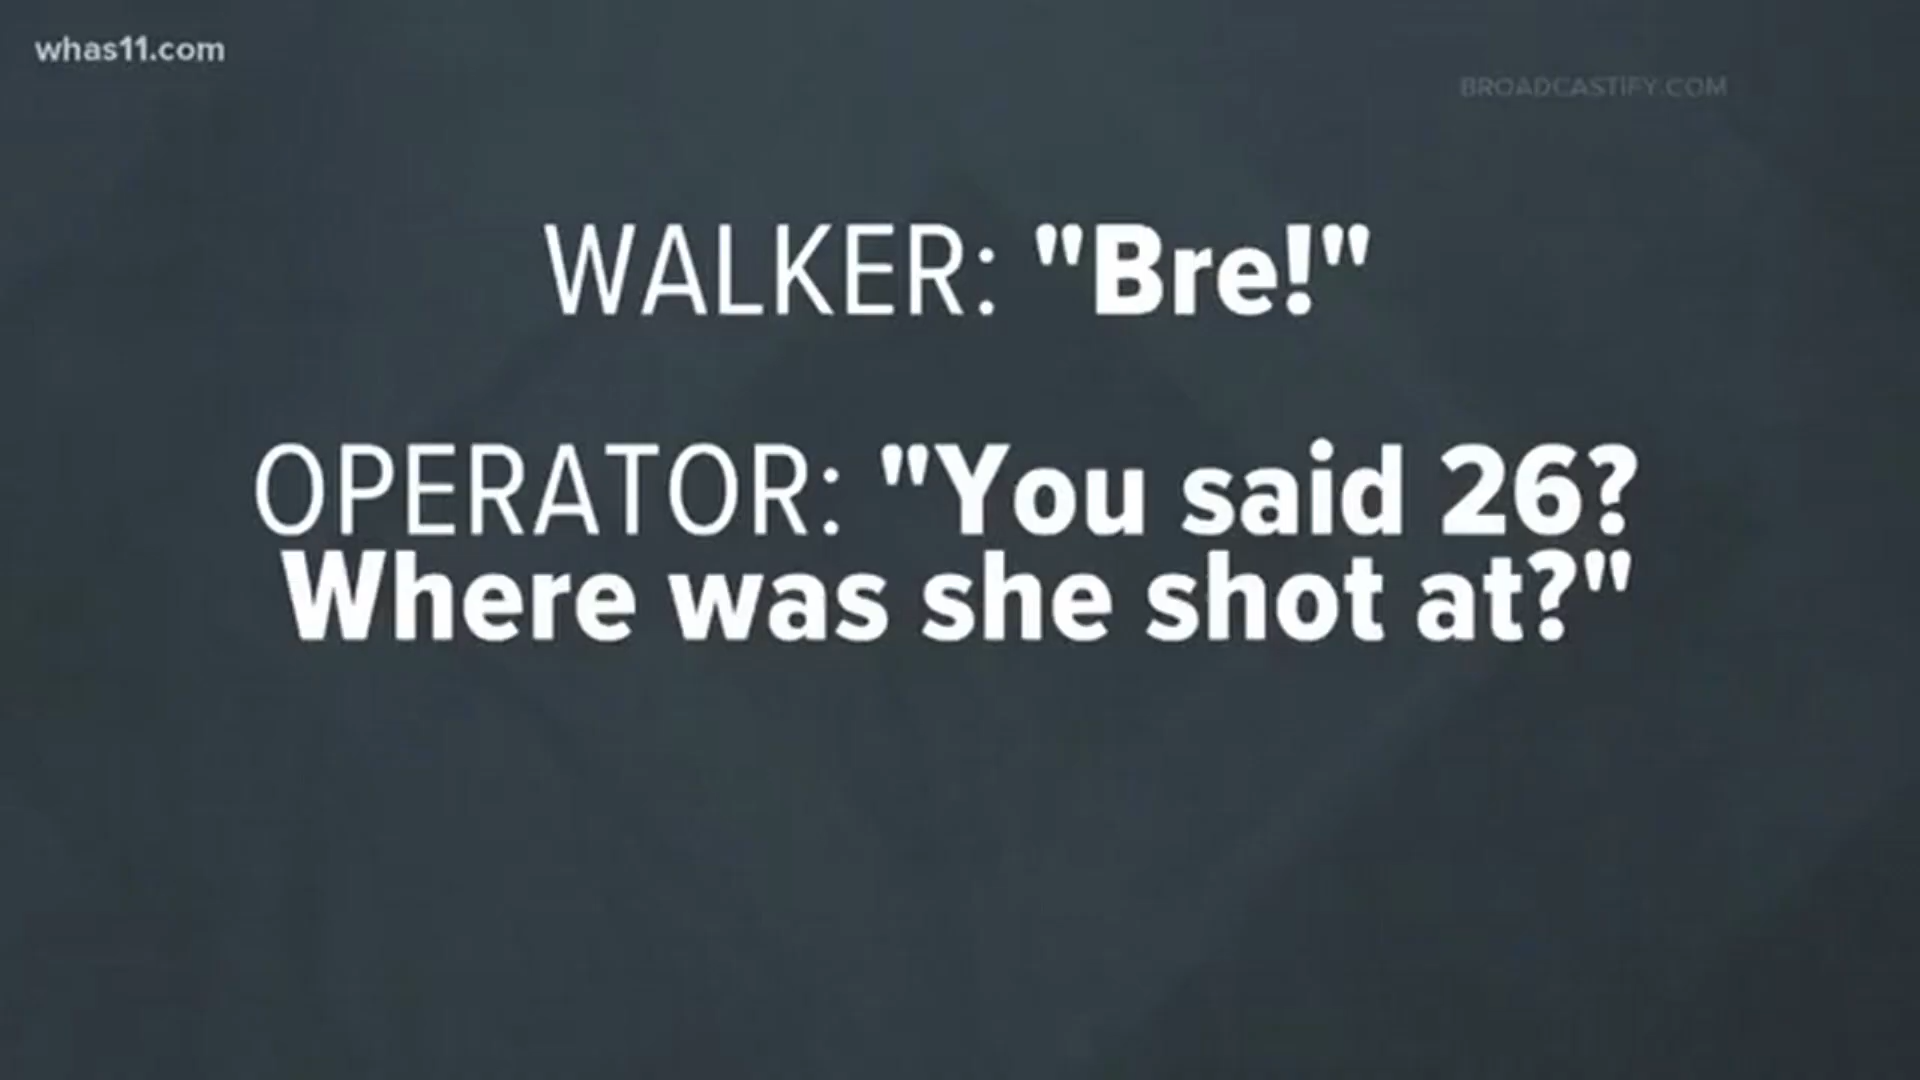 whas11.com
BROADCASTIFY.COM
WALKER: "Bre!"
OPERATOR: "You said 26?
Where was she shot at?"